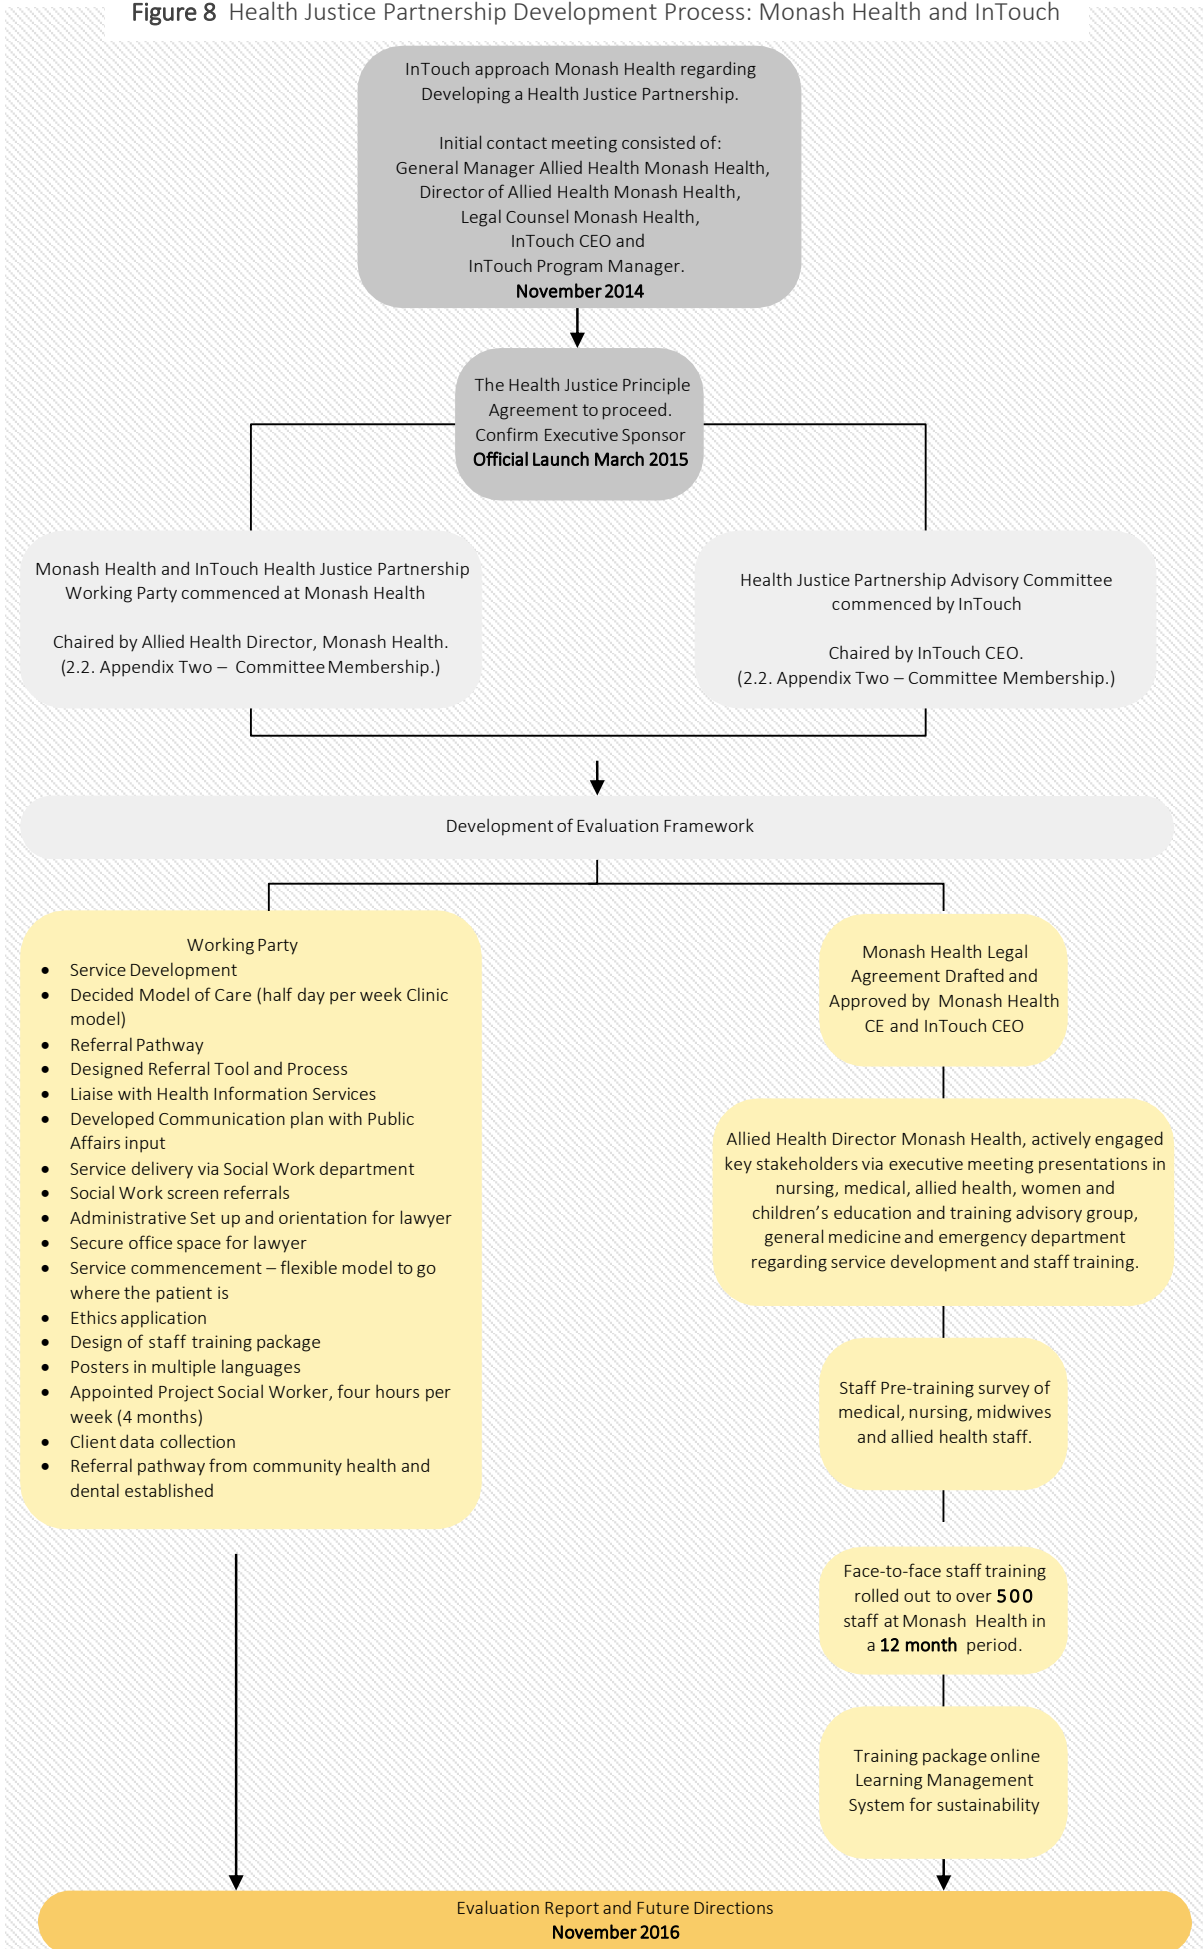 Figure 8 Health Justice Partnership Development Process: Monash Health and InTouch
InTouch approach Monash Health regarding
Developing a Health Justice Partnership.
Initial contact meeting consisted of:
General Manager Allied Health Monash Health,
Director of Allied Health Monash Health,
Legal Counsel Monash Health,
InTouch CEO and
InTouch Program Manager.
November 2014
The Health Justice Principle
Agreement to proceed.
Confirm Executive Sponsor
Official Launch March 2015
Monash Health and InTouch Health Justice Partnership
Working Party commenced at Monash Health
Chaired by Allied Health Director, Monash Health.
(2.2. Appendix Two – Committee Membership.)
Health Justice Partnership Advisory Committee
commenced by InTouch
Chaired by InTouch CEO.
(2.2. Appendix Two – Committee Membership.)
Development of Evaluation Framework
Working Party
• Service Development
• Decided Model of Care (half day per week Clinic
model)
• Referral Pathway
• Designed Referral Tool and Process
• Liaise with Health Information Services
• Developed Communication plan with Public
Affairs input
• Service delivery via Social Work department
• Social Work screen referrals
• Administrative Set up and orientation for lawyer
• Secure office space for lawyer
• Service commencement – flexible model to go
where the patient is
• Ethics application
• Design of staff training package
• Posters in multiple languages
• Appointed Project Social Worker, four hours per
week (4 months)
• Client data collection
• Referral pathway from community health and
dental established
Monash Health Legal
Agreement Drafted and
Approved by Monash Health
CE and InTouch CEO
Allied Health Director Monash Health, actively engaged
key stakeholders via executive meeting presentations in
nursing, medical, allied health, women and
children's education and training advisory group,
general medicine and emergency department
regarding service development and staff training.
Staff Pre-training survey of
medical, nursing, midwives
and allied health staff.
Face-to-face staff training
rolled out to over 500
staff at Monash Health in
a 12 month period.
Training package online
Learning Management
System for sustainability
Evaluation Report and Future Directions
November 2016